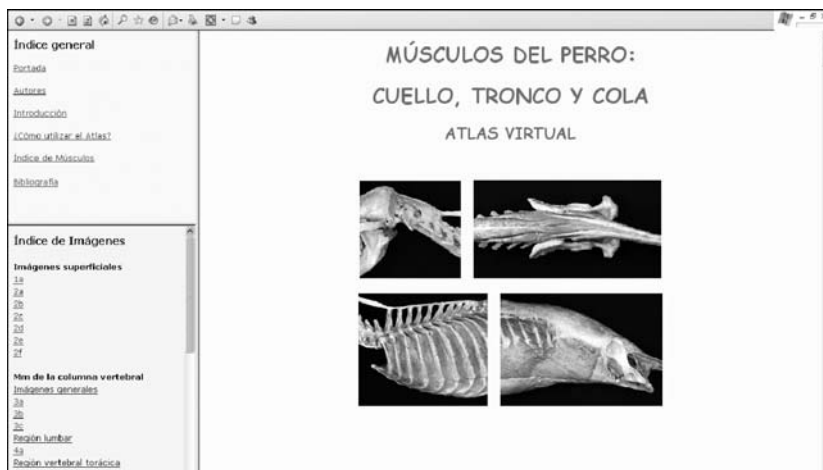 Índice general
Portada
Autores
Introducción
¿Cómo utilizar el Atlas?
Índice de Músculos
Bibliografía
Índice de Imágenes
Imágenes superficiales
1a
2a
2b
2c
2d
2e
2f
Mm de la columna vertebral
Imágenes generales
3a
3b
3c
Región lumbar
4a
Región vertebral torácica
MÚSCULOS DEL PERRO:
CUELLO, TRONCO Y COLA
ATLAS VIRTUAL